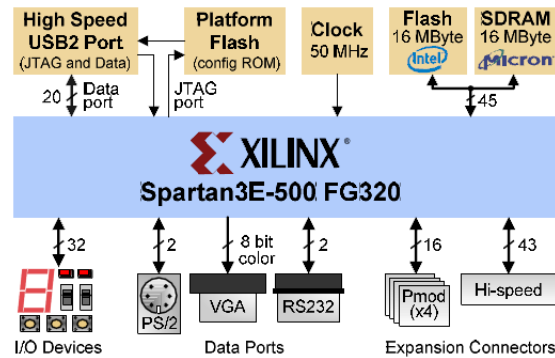 High Speed
USB2 Port
(JTAG and Data)
Platform
Flash
(config ROM)
Clock
50 MHz
Flash
16 MByte
intel
SDRAM
16 MByte
Micron
20
Data
port
JTAG
port
45
XILINX®
Spartan3E-500 FG320
32
2
8 bit
color
2
16
43
PS/2
VGA
RS232
Pmod
(x4)
Hi-speed
I/O Devices
Data Ports
Expansion Connectors